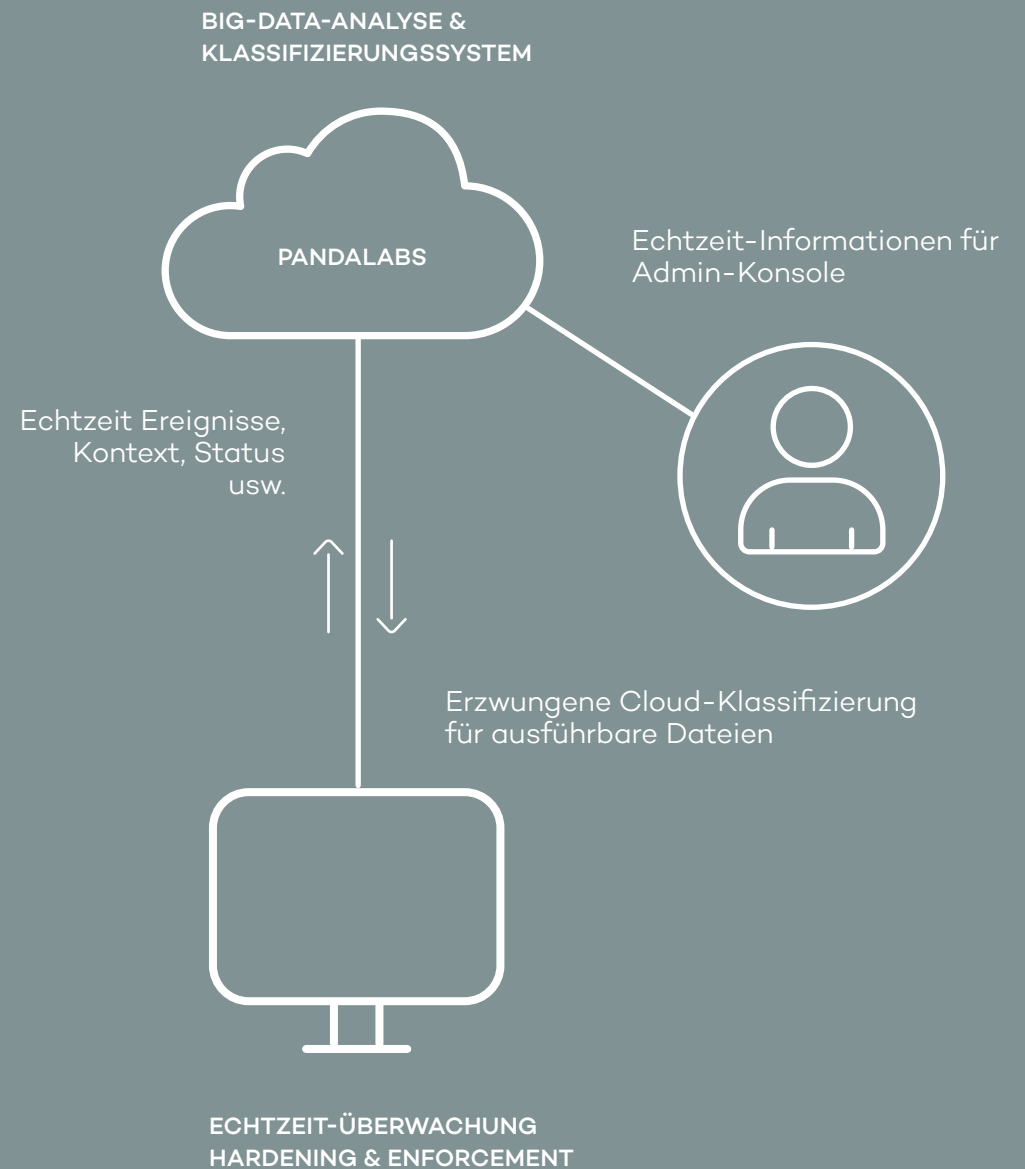 BIG-DATA-ANALYSE &
KLASSIFIZIERUNGSSYSTEM
PANDALABS
Echtzeit-Informationen für
Admin-Konsole
Echtzeit Ereignisse,
Kontext, Status
usw.
Erzwungene Cloud-Klassifizierung
für ausführbare Dateien
ECHTZEIT-ÜBERWACHUNG
HARDENING & ENFORCEMENT